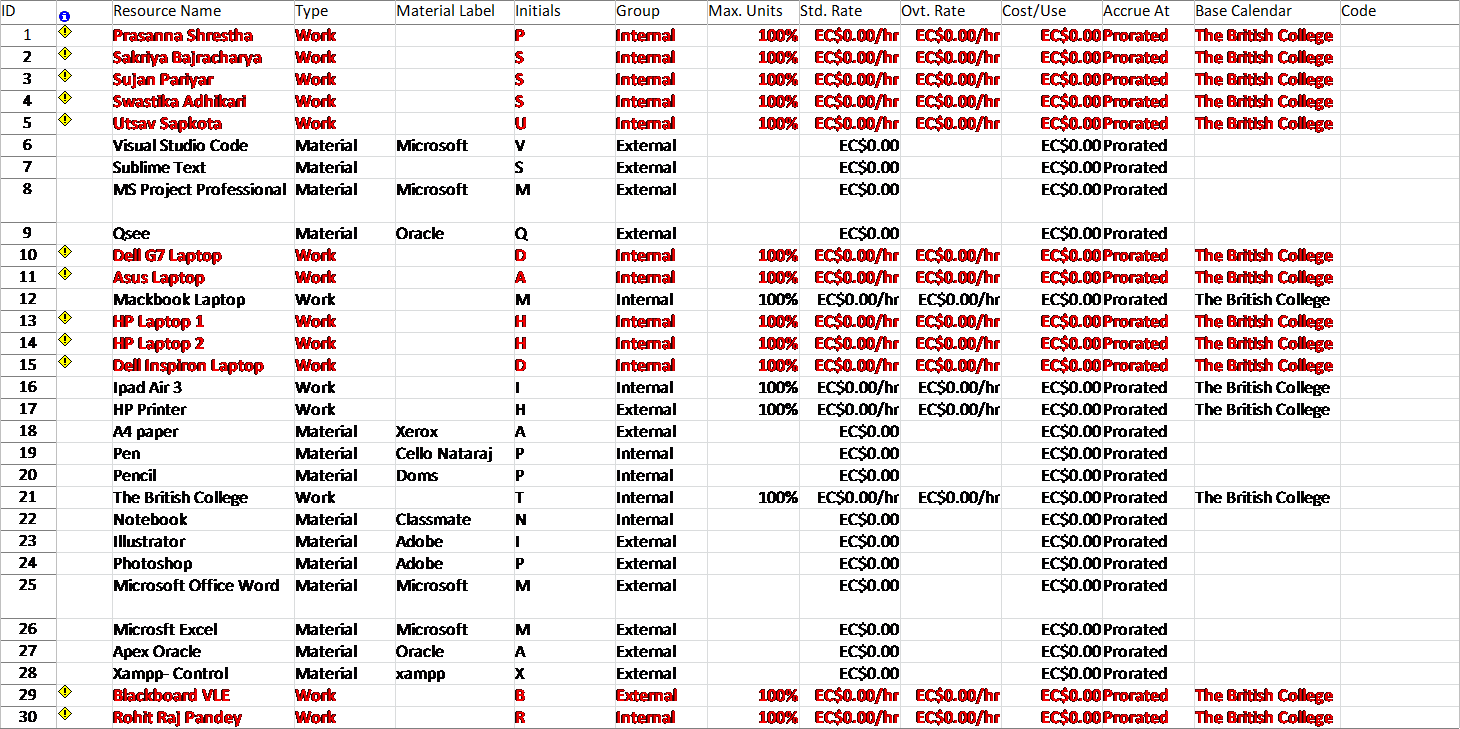 ID Resource Name Type Material Label Initials Group Max. Units Std. Rate Ovt. Rate Cost/Use Accrue At Base Calendar Code
1 Prasanna Shrestha Work P Internal 100% EC$0.00/hr EC$0.00/hr EC$0.00 Prorated The British College
2 Sakriya Bajracharya Work S Internal 100% EC$0.00/hr EC$0.00/hr EC$0.00 Prorated The British College
3 Sujan Pariyar Work S Internal 100% EC$0.00/hr EC$0.00/hr EC$0.00 Prorated The British College
4 Swastika Adhikari Work S Internal 100% EC$0.00/hr EC$0.00/hr EC$0.00 Prorated The British College
5 Utsav Sapkota Work U Internal 100% EC$0.00/hr EC$0.00/hr EC$0.00 Prorated The British College
6 Visual Studio Code Material Microsoft V External EC$0.00 EC$0.00 Prorated
7 Sublime Text Material S External EC$0.00 EC$0.00 Prorated
8 MS Project Professional Material Microsoft M External EC$0.00 EC$0.00 Prorated
9 Qsee Material Oracle Q External EC$0.00 EC$0.00 Prorated
10 Dell G7 Laptop Work D Internal 100% EC$0.00/hr EC$0.00/hr EC$0.00 Prorated The British College
11 Asus Laptop Work A Internal 100% EC$0.00/hr EC$0.00/hr EC$0.00 Prorated The British College
12 Mackbook Laptop Work M Internal 100% EC$0.00/hr EC$0.00/hr EC$0.00 Prorated The British College
13 HP Laptop 1 Work H Internal 100% EC$0.00/hr EC$0.00/hr EC$0.00 Prorated The British College
14 HP Laptop 2 Work H Internal 100% EC$0.00/hr EC$0.00/hr EC$0.00 Prorated The British College
15 Dell Inspiron Laptop Work D Internal 100% EC$0.00/hr EC$0.00/hr EC$0.00 Prorated The British College
16 Ipad Air 3 Work I Internal 100% EC$0.00/hr EC$0.00/hr EC$0.00 Prorated The British College
17 HP Printer Work H External 100% EC$0.00/hr EC$0.00/hr EC$0.00 Prorated The British College
18 A4 paper Material Xerox A External EC$0.00 EC$0.00 Prorated
19 Pen Material Cello Nataraj P Internal EC$0.00 EC$0.00 Prorated
20 Pencil Material Doms P Internal EC$0.00 EC$0.00 Prorated
21 The British College Work T Internal 100% EC$0.00/hr EC$0.00/hr EC$0.00 Prorated The British College
22 Notebook Material Classmate N Internal EC$0.00 EC$0.00 Prorated
23 Illustrator Material Adobe I External EC$0.00 EC$0.00 Prorated
24 Photoshop Material Adobe P External EC$0.00 EC$0.00 Prorated
25 Microsoft Office Word Material Microsoft M External EC$0.00 EC$0.00 Prorated
26 Microsft Excel Material Microsoft M External EC$0.00 EC$0.00 Prorated
27 Apex Oracle Material Oracle A External EC$0.00 EC$0.00 Prorated
28 Xampp- Control Material xampp X External EC$0.00 EC$0.00 Prorated
29 Blackboard VLE Work B External 100% EC$0.00/hr EC$0.00/hr EC$0.00 Prorated The British College
30 Rohit Raj Pandey Work R Internal 100% EC$0.00/hr EC$0.00/hr EC$0.00 Prorated The British College